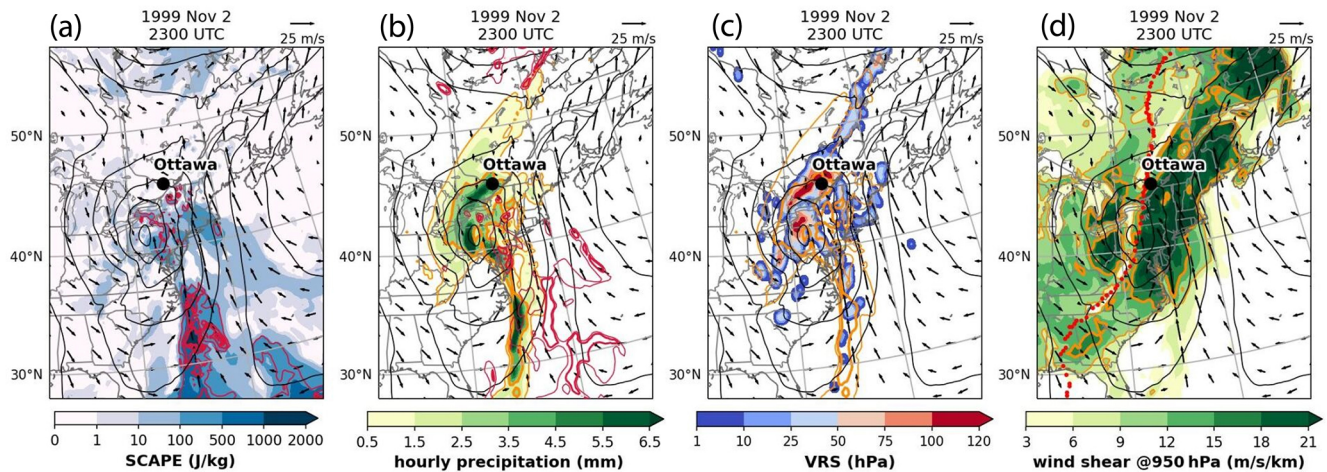 (a)
1999 Nov 2
2300 UTC
25 m/s
50°N
40°N
30°N
Ottawa
0 1 10 100 500 1000 2000
SCAPE (J/kg)
(b)
1999 Nov 2
2300 UTC
25 m/s
50°N
40°N
30°N
Ottawa
0.5 1.5 2.5 3.5 4.5 5.5 6.5
hourly precipitation (mm)
(c)
1999 Nov 2
2300 UTC
25 m/s
50°N
40°N
30°N
Ottawa
1 10 25 50 75 100 120
VRS (hPa)
(d)
1999 Nov 2
2300 UTC
25 m/s
50°N
40°N
30°N
Ottawa
3 6 9 12 15 18 21
wind shear @950 hPa (m/s/km)